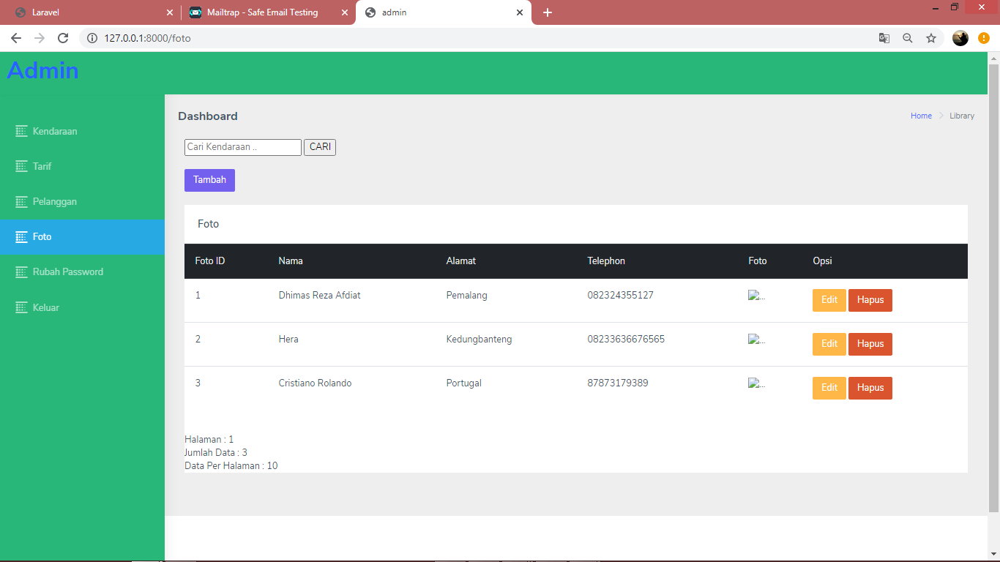 Laravel
Mailtrap - Safe Email Testing
admin
127.0.0.1:8000/foto
Admin
Kendaraan
Tarif
Pelanggan
Foto
Rubah Password
Keluar
Dashboard
Home
Library
Cari Kendaraan ..
CARI
Tambah
Foto
Foto ID Nama Alamat Telephon Foto Opsi
1 Dhimas Reza Afdiat Pemalang 082324355127 ... Edit Hapus
2 Hera Kedungbanteng 08233636676565 ... Edit Hapus
3 Cristiano Rolando Portugal 87873179389 ... Edit Hapus
Halaman : 1
Jumlah Data : 3
Data Per Halaman : 10